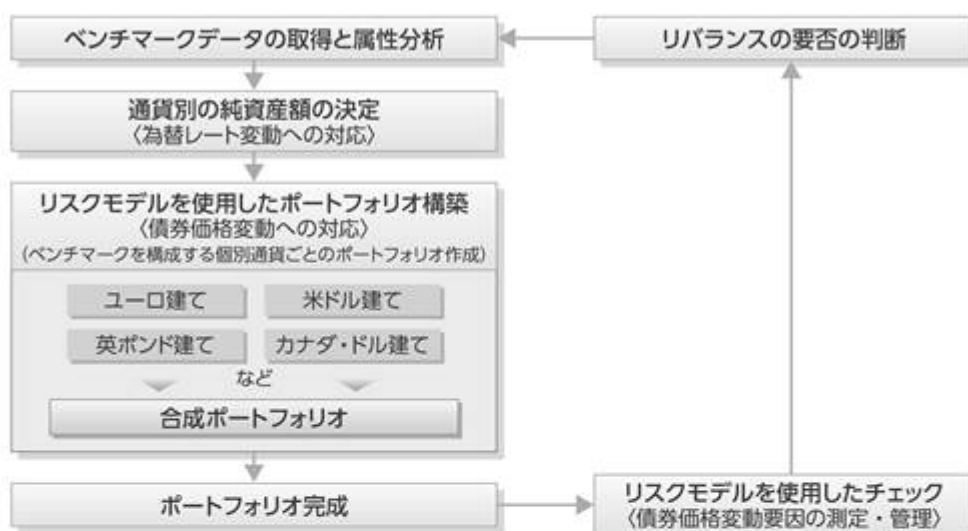 ベンチマークデータの取得と属性分析
リバランスの要否の判断
通貨別の純資産額の決定
〈為替レート変動への対応〉
リスクモデルを使用したポートフォリオ構築
〈債券価格変動への対応〉
(ベンチマークを構成する個別通貨ごとのポートフォリオ作成)
ユーロ建て
米ドル建て
英ポンド建て
カナダ・ドル建て
など
合成ポートフォリオ
ポートフォリオ完成
リスクモデルを使用したチェック
〈債券価格変動要因の測定・管理〉